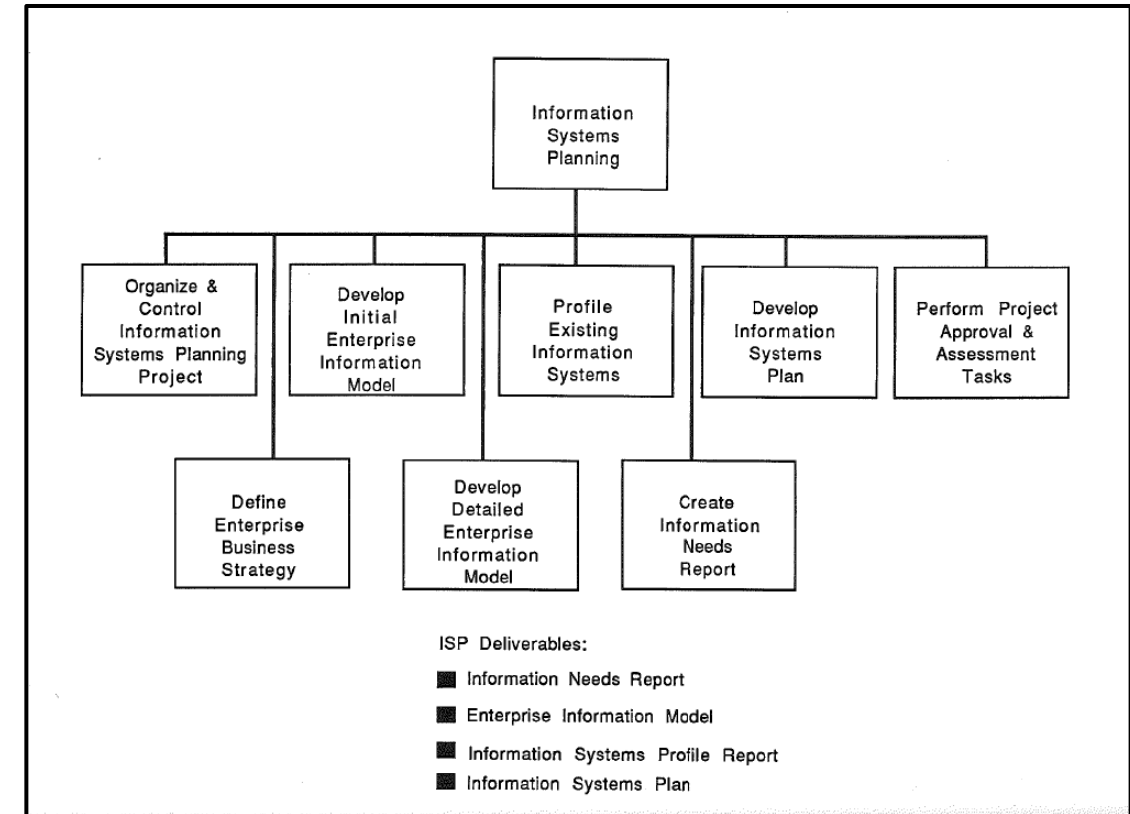 Information
Systems
Planning
Organize &
Control
Information
Systems Planning
Project
Develop
Initial
Enterprise
Information
Model
Profile
Existing
Information
Systems
Develop
Information
Systems
Plan
Perform Project
Approval &
Assessment
Tasks
Define
Enterprise
Business
Strategy
Develop
Detailed
Enterprise
Information
Model
Create
Information
Needs
Report
ISP Deliverables:
Information Needs Report
Enterprise Information Model
Information Systems Profile Report
Information Systems Plan